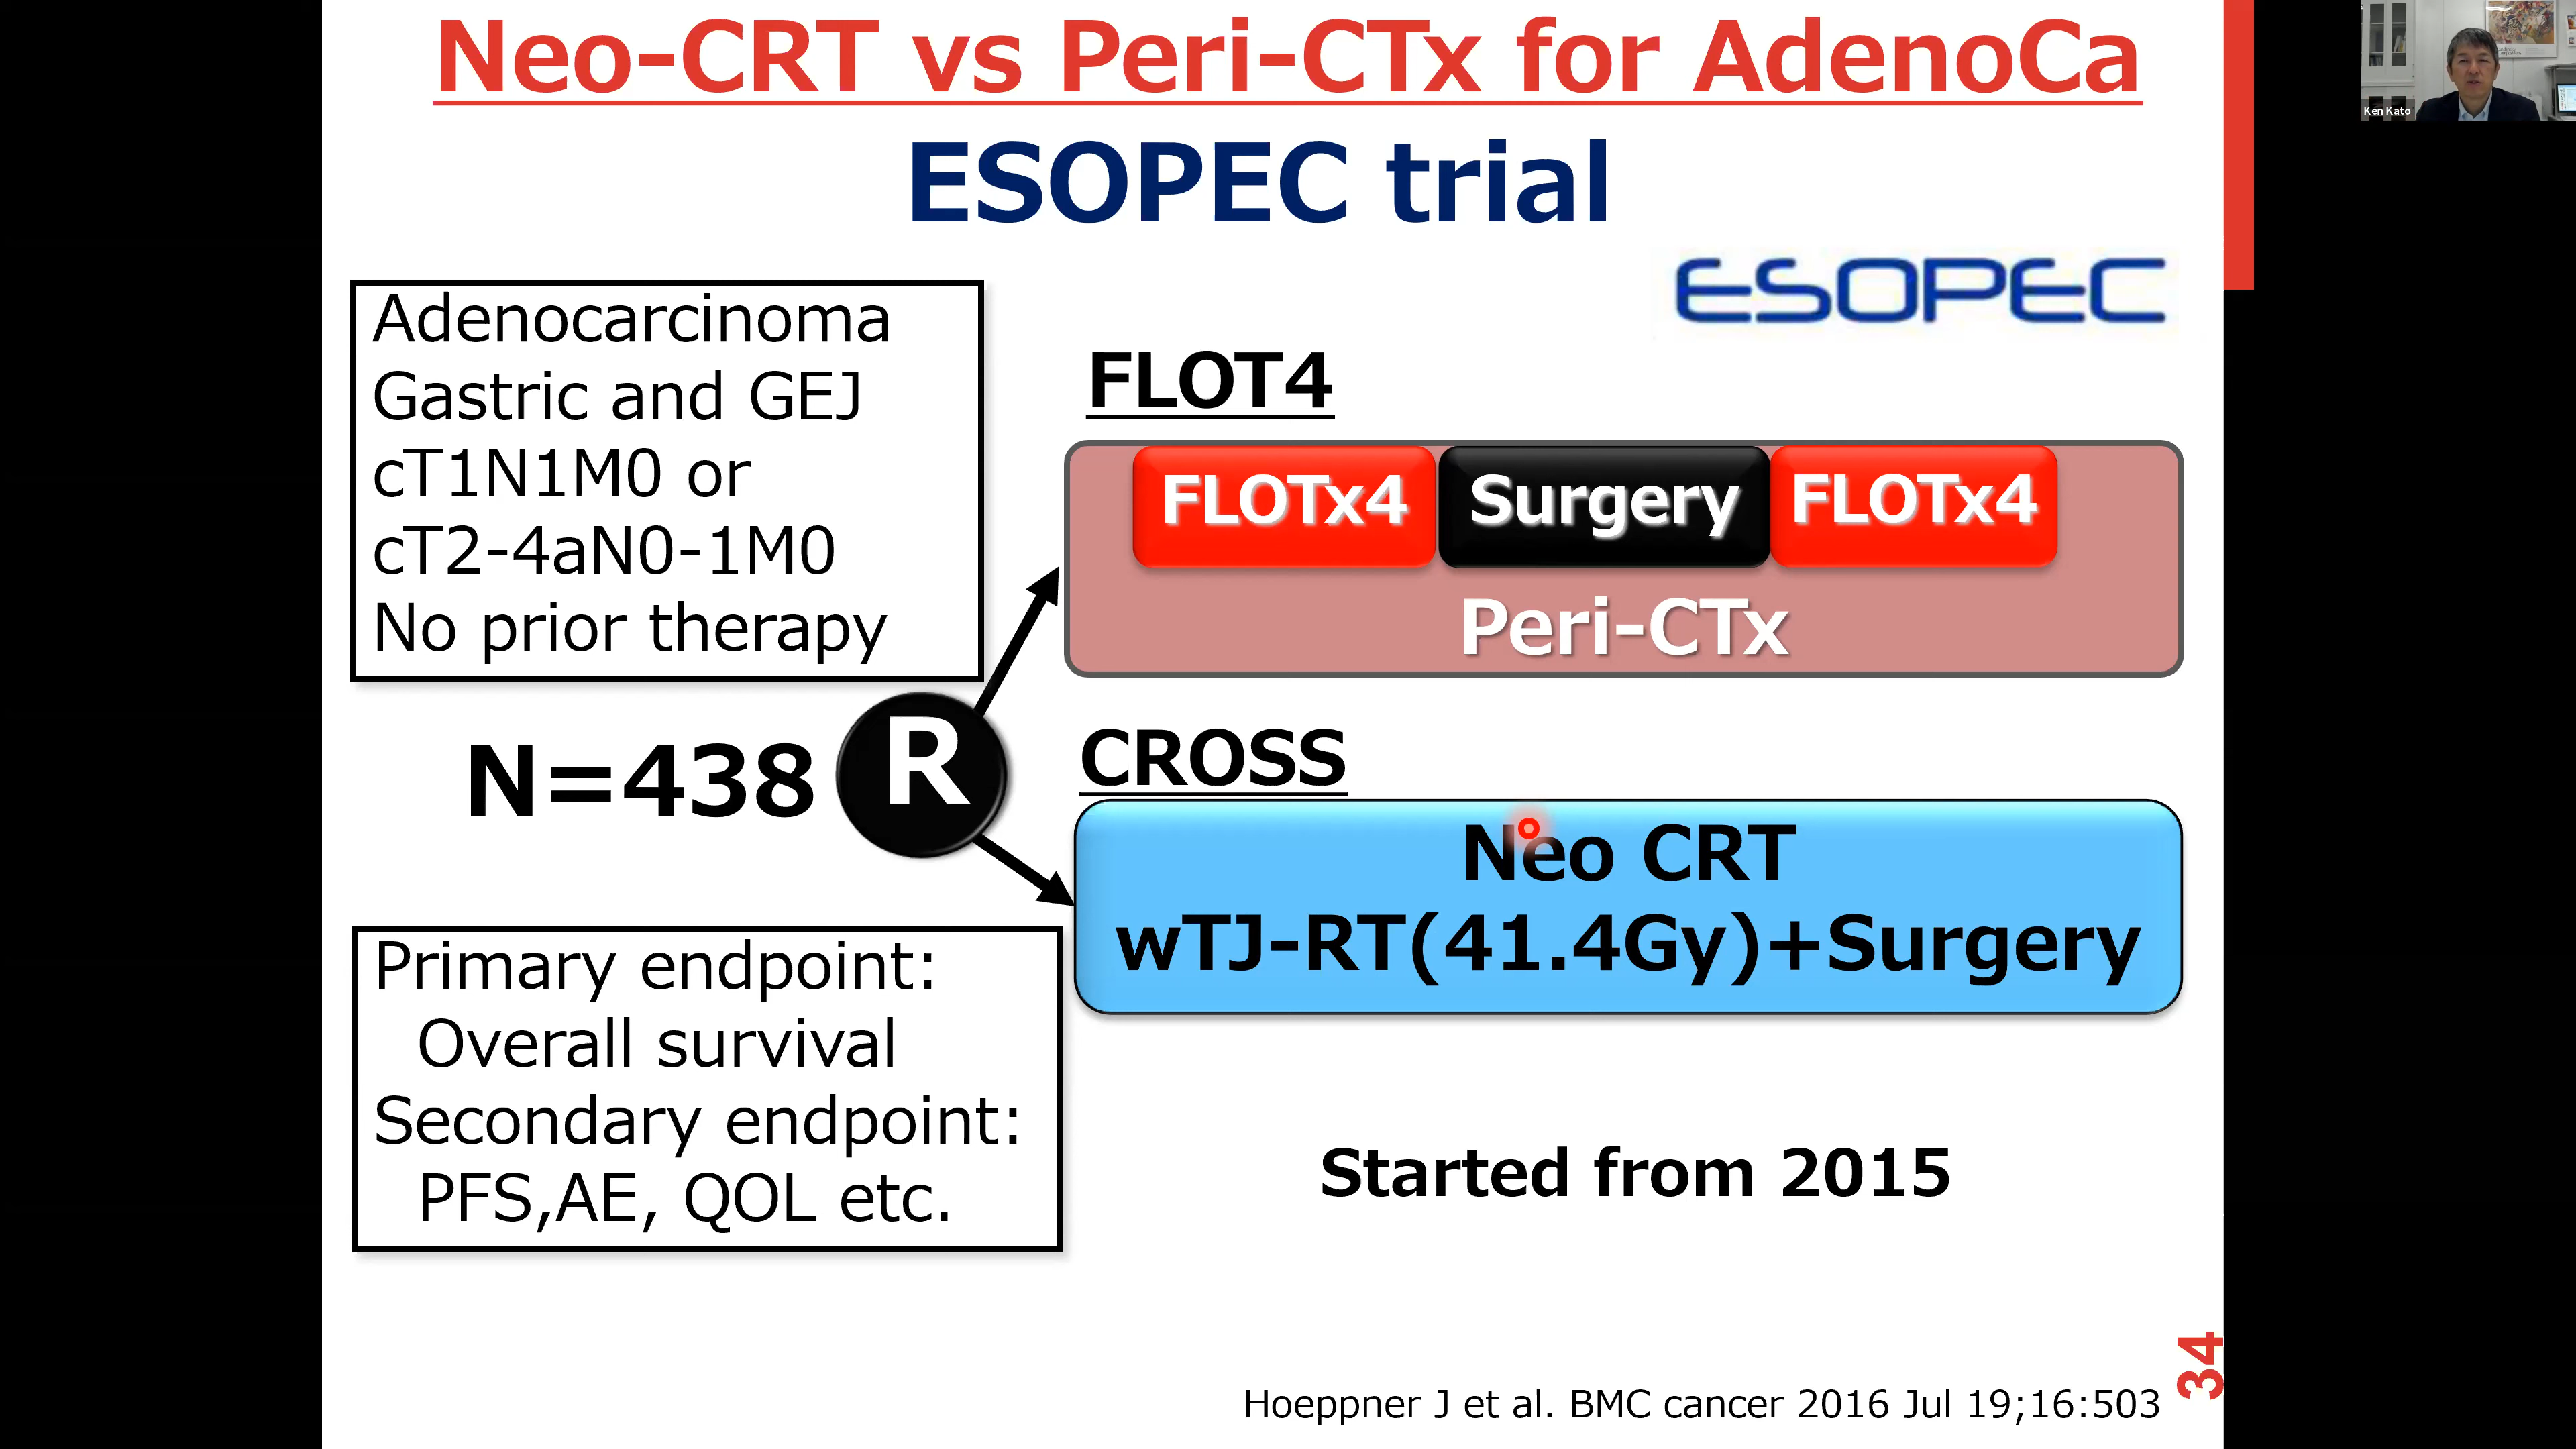 Neo-CRT vs Peri-CTx for AdenoCa
ESOPEC trial
ESOPEC
Adenocarcinoma
Gastric and GEJ
cT1N1M0 or
cT2-4aN0-1M0
No prior therapy
N=438
R
FLOT4
FLOTx4
Surgery
FLOTx4
Peri-CTx
CROSS
Neo CRT
wTJ-RT(41.4Gy)+Surgery
Primary endpoint:
Overall survival
Secondary endpoint:
PFS,AE, QOL etc.
Started from 2015
Hoeppner J et al. BMC cancer 2016 Jul 19;16:503
34
Ken Kato